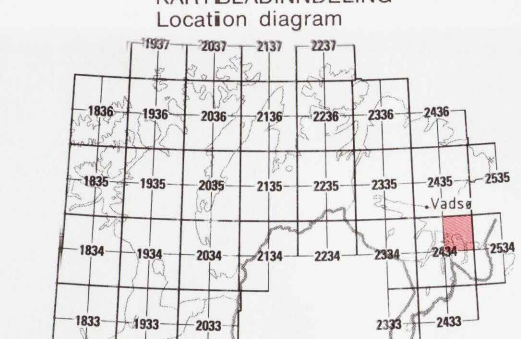 KARTBLADINNDELING
Location diagram
1937 2037 2137 2237
1836 1936 2036 2136 2236 2336 2436
1835 1935 2035 2135 2235 2335 2435 2535
.Vadsø
1834 1934 2034 2134 2234 2334 2434 2534
1833 1933 2033 2333 2433